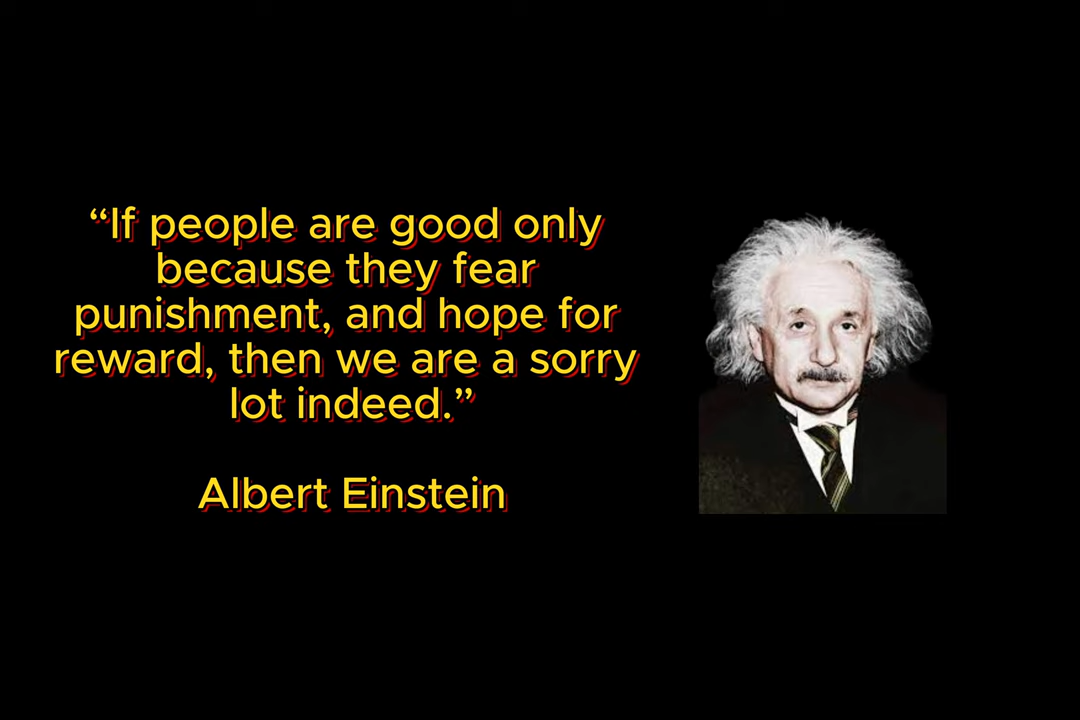 “If people are good only
because they fear
punishment, and hope for
reward, then we are a sorry
lot indeed.”
Albert Einstein